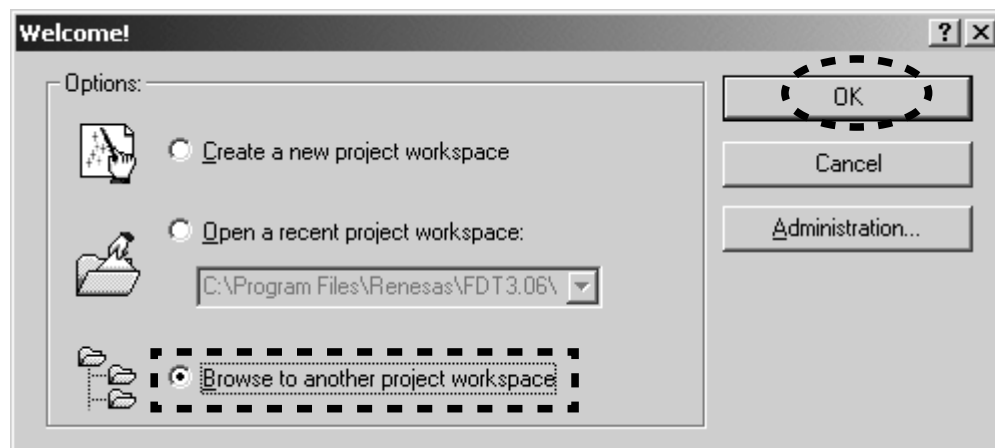 Welcome!
Options:
Create a new project workspace
Open a recent project workspace:
C:\Program Files\Renesas\FDT3.06\
Browse to another project workspace
OK
Cancel
Administration...